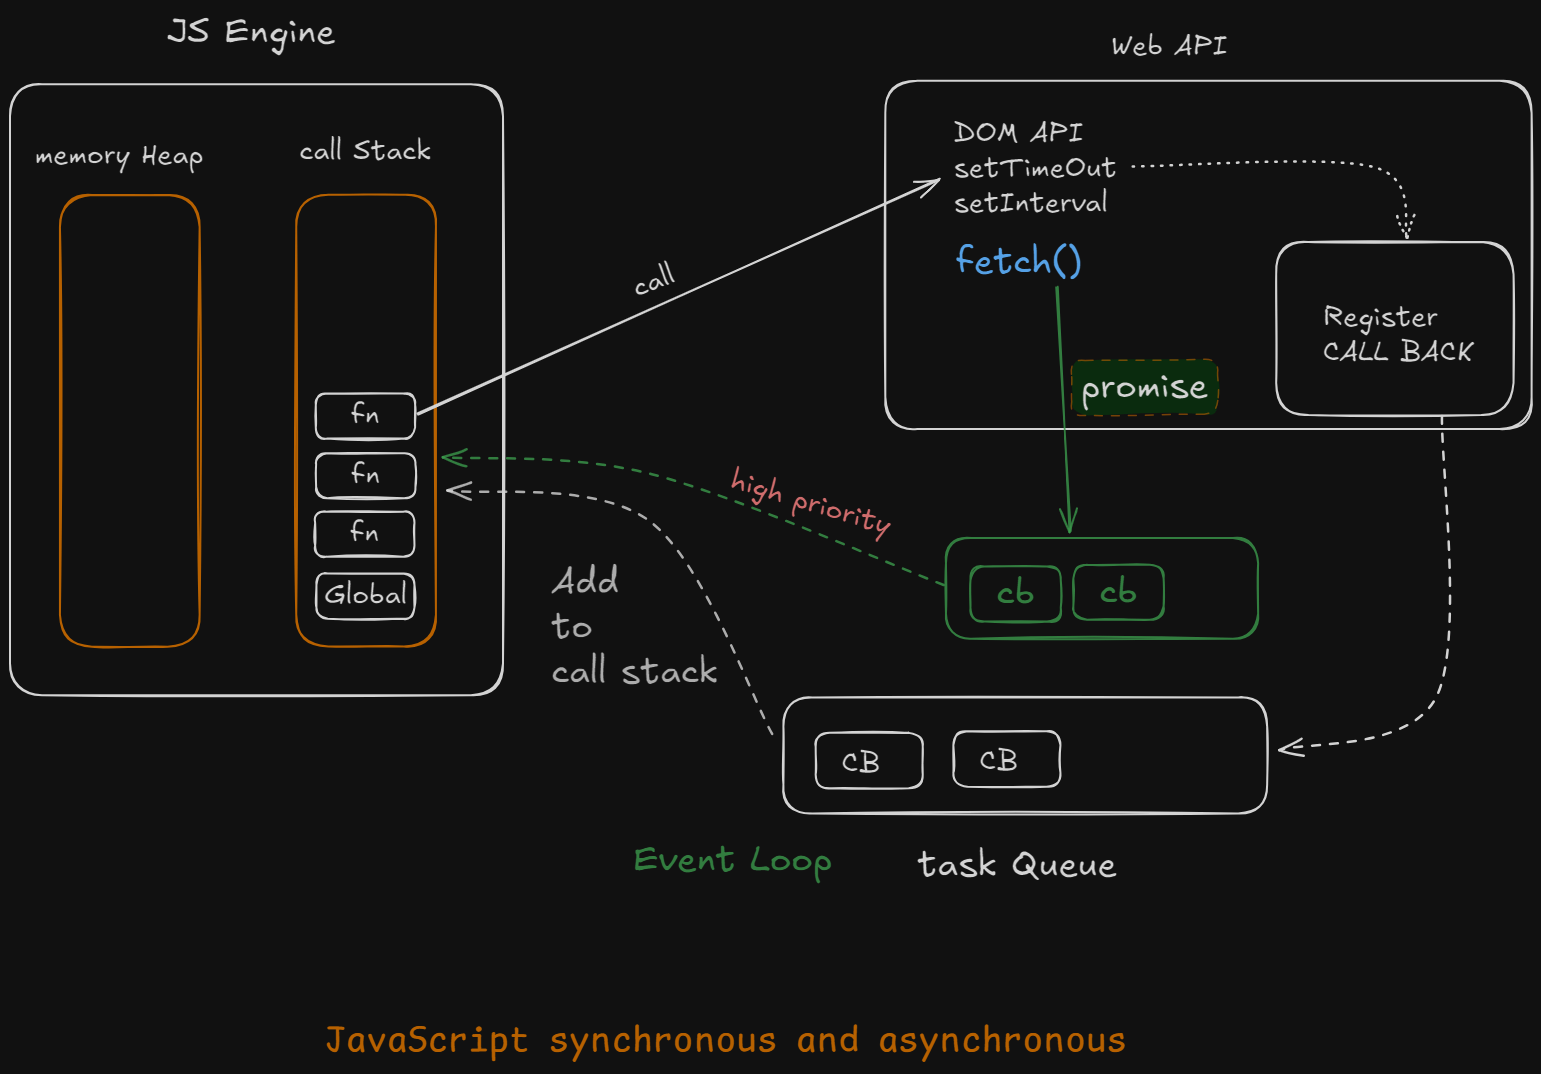 JS Engine
Web API
memory Heap
call Stack
DOM API
setTimeOut
setInterval
fetch()
call
Register
CALL BACK
promise
fn
fn
fn
Global
high priority
cb
cb
Add
to
call stack
cB
cB
Event Loop
task Queue
JavaScript synchronous and asynchronous